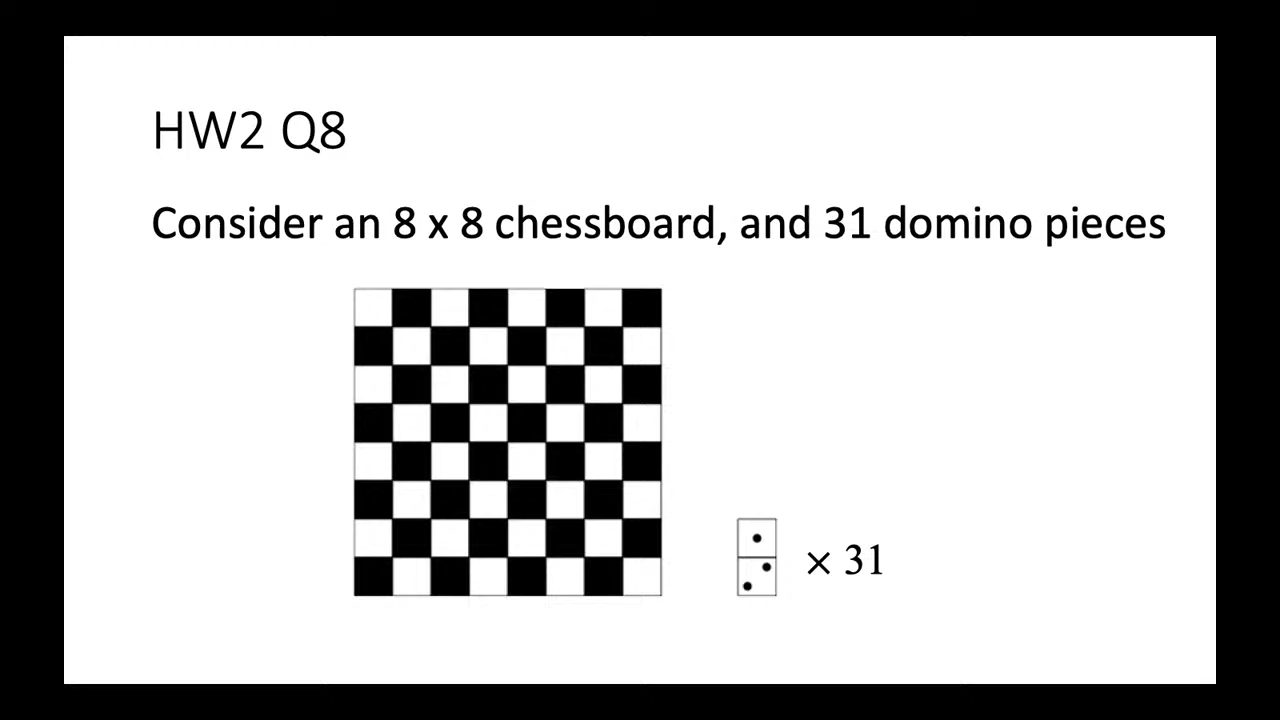 HW2 Q8
Consider an 8 x 8 chessboard, and 31 domino pieces
× 31